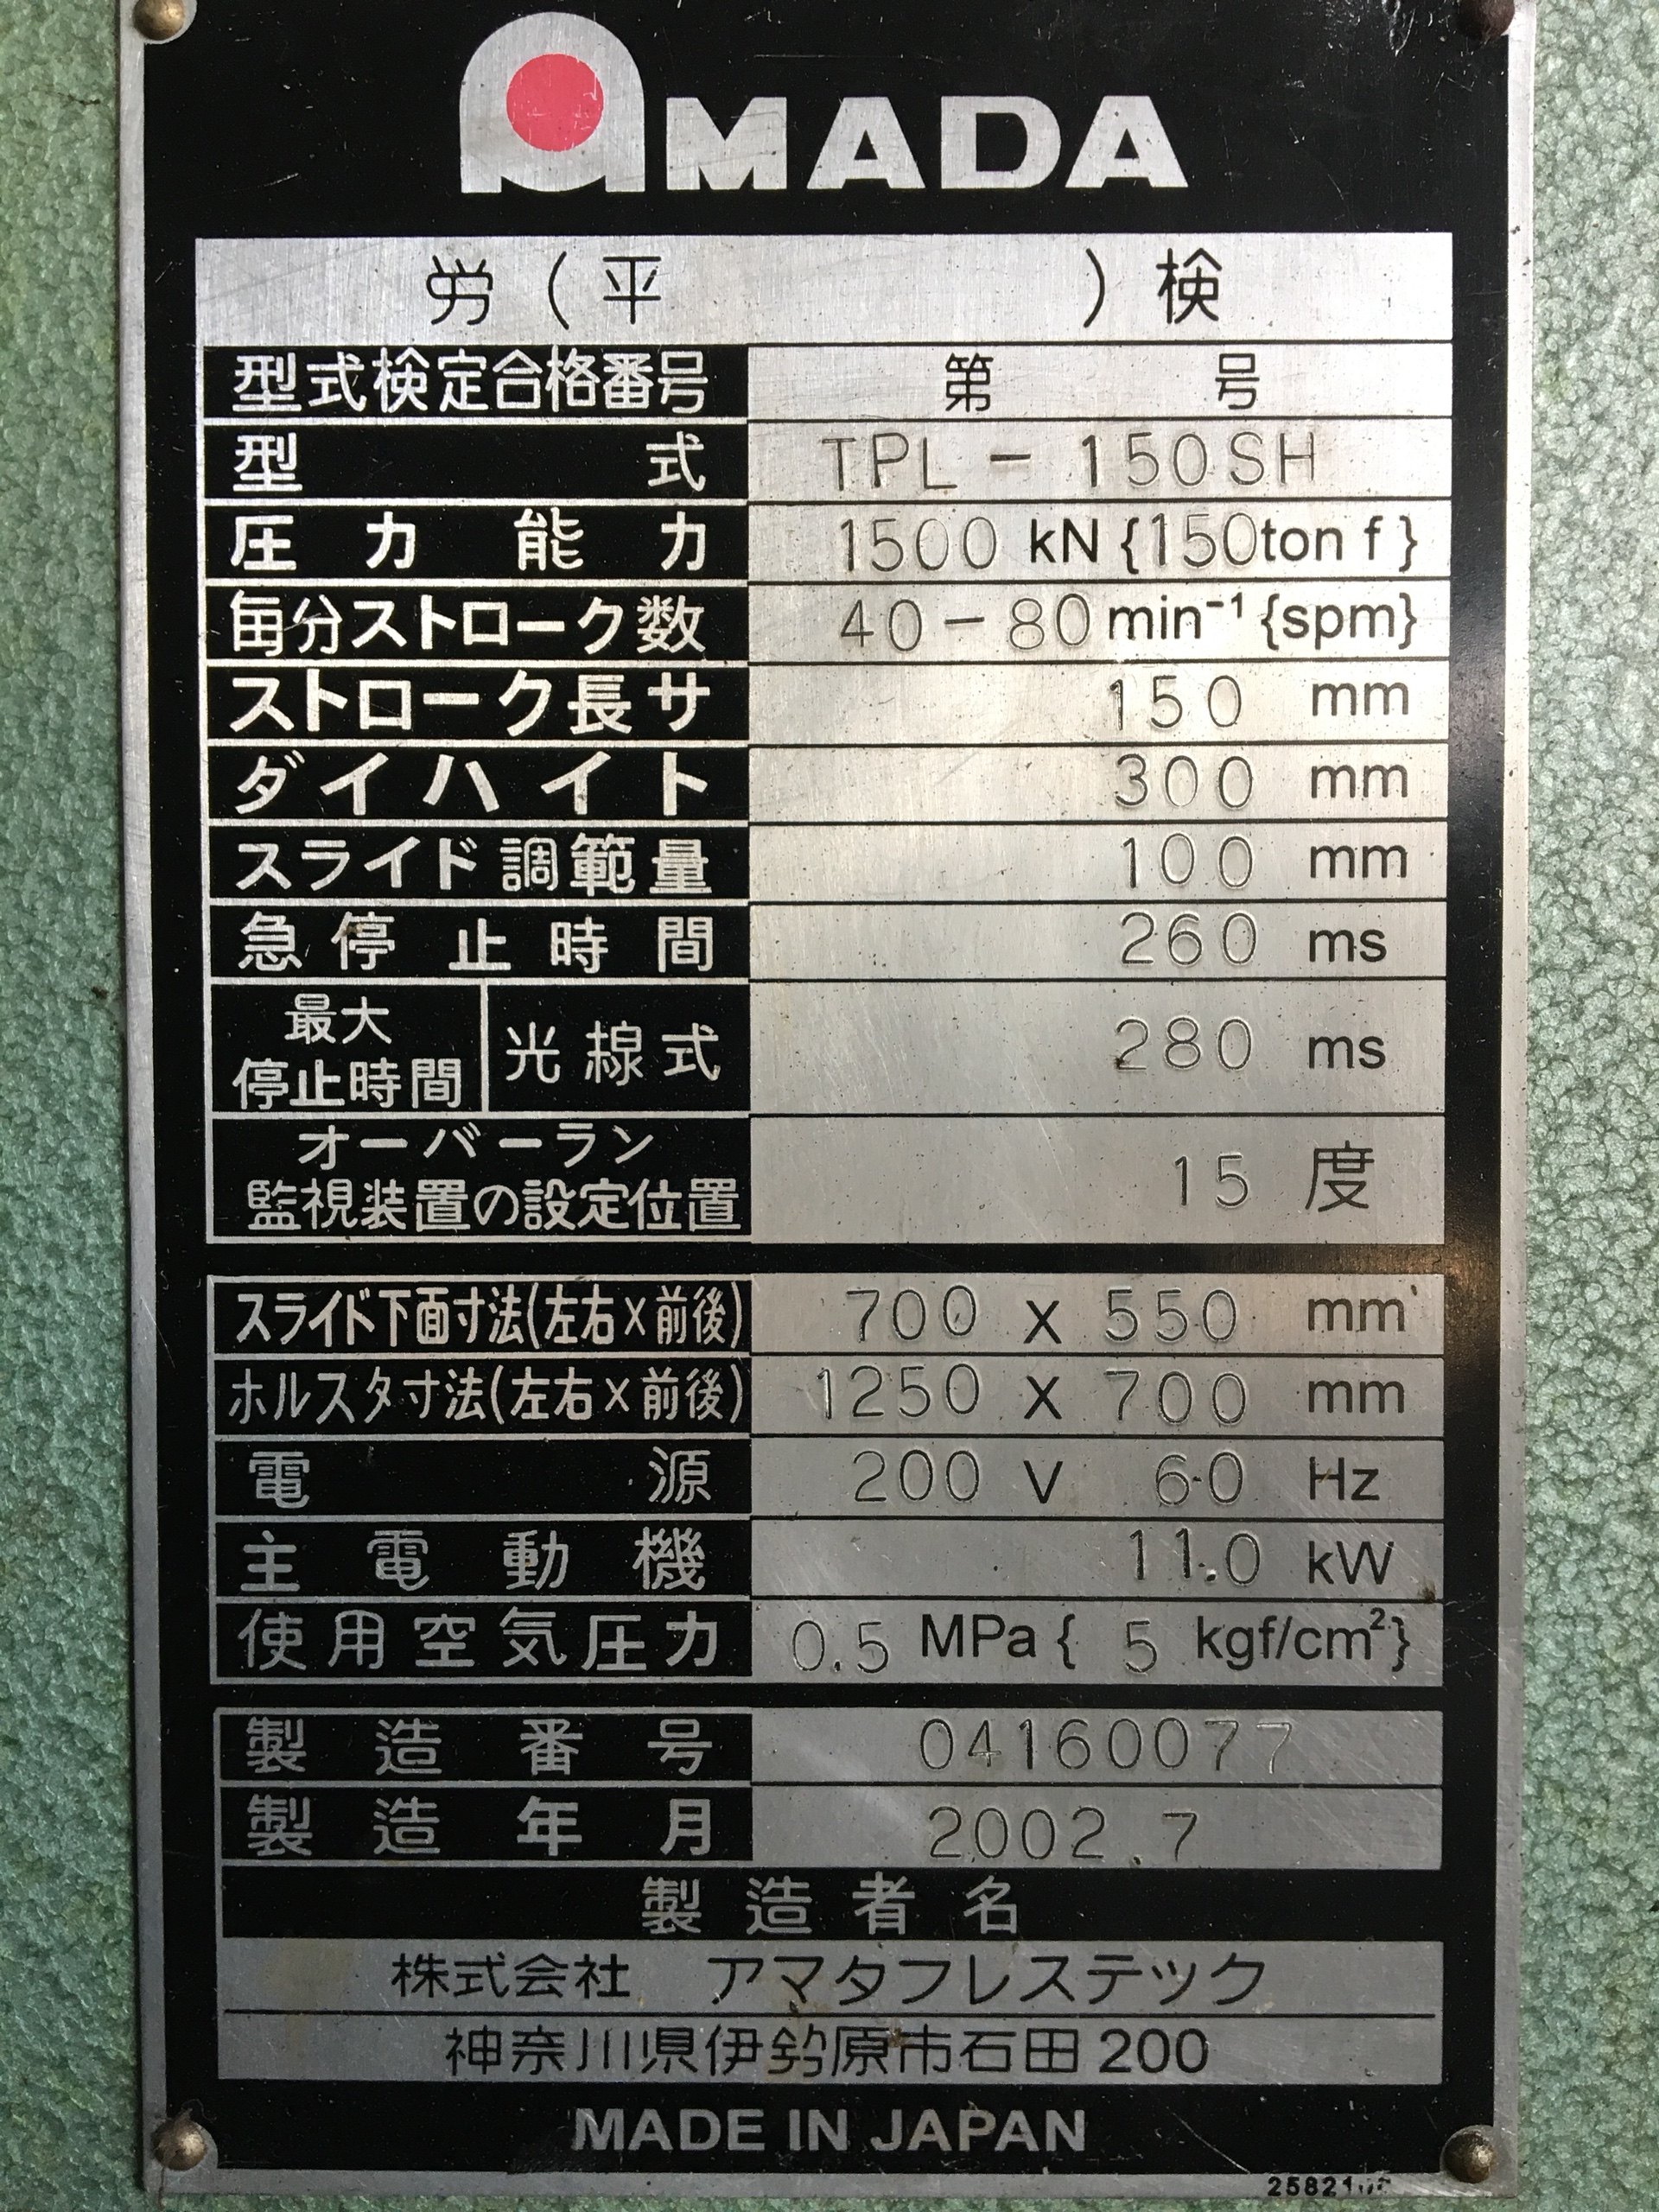 AMADA
労(平 )検
型式検定合格番号 第 号
型式 TPL-150SH
圧力能力 1500 kN {150ton f}
毎分ストローク数 40-80 min⁻¹ {spm}
ストローク長サ 150 mm
ダイハイト 300 mm
スライド調範量 100 mm
急停止時間 260 ms
最大停止時間 光線式 280 ms
オーバーラン
監視装置の設定位置 15 度
スライド下面寸法(左右×前後) 700 x 550 mm
ホルスタ寸法(左右×前後) 1250 x 700 mm
電源 200 V 60 Hz
主電動機 11.0 kW
使用空気圧力 0.5 MPa { 5 kgf/cm² }
製造番号 04160077
製造年月 2002.7
製造者名
株式会社 アマタフレステック
神奈川県伊勢原市石田200
MADE IN JAPAN